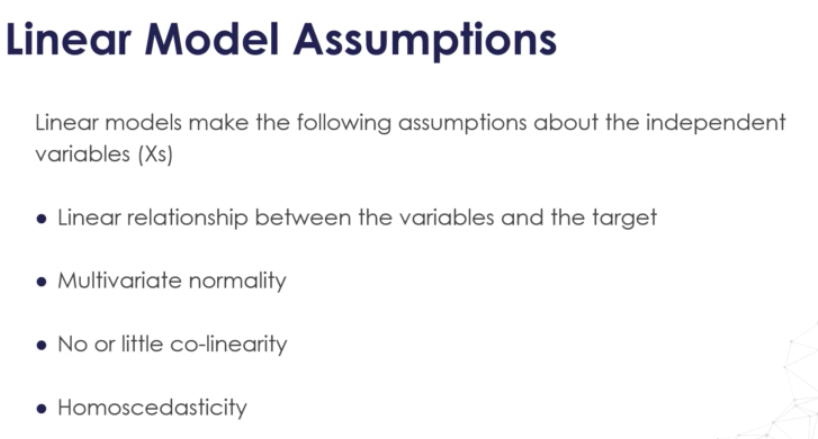 Linear Model Assumptions
Linear models make the following assumptions about the independent
variables (Xs)
• Linear relationship between the variables and the target
• Multivariate normality
• No or little co-linearity
• Homoscedasticity